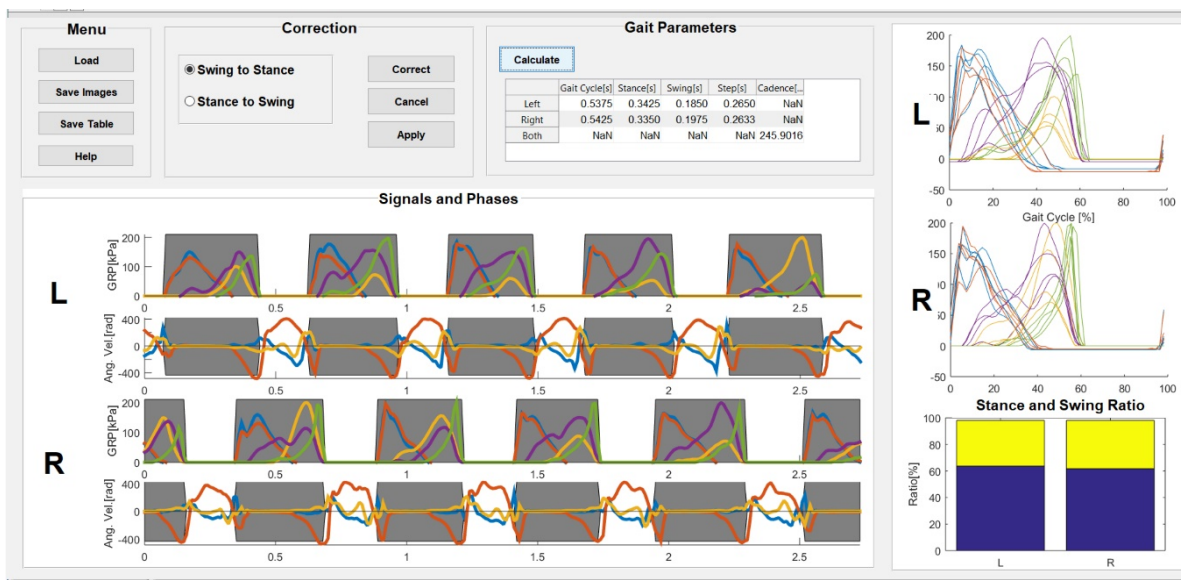 Menu
Load
Save Images
Save Table
Help
Correction
Swing to Stance
Stance to Swing
Correct
Cancel
Apply
Gait Parameters
Calculate
Gait Cycle[s] Stance[s] Swing[s] Step[s] Cadence[...
Left 0.5375 0.3425 0.1850 0.2650 NaN
Right 0.5425 0.3350 0.1975 0.2633 NaN
Both NaN NaN NaN NaN 245.9016
Signals and Phases
L
GRP[kPa]
200
100
0
0 0.5 1 1.5 2 2.5
Ang. Vel.[rad]
400
0
-400
0 0.5 1 1.5 2 2.5
R
GRP[kPa]
200
100
0
0 0.5 1 1.5 2 2.5
Ang. Vel.[rad]
400
0
-400
0 0.5 1 1.5 2 2.5
L
200
150
100
50
0
-50
0 20 40 60 80 100
Gait Cycle [%]
R
200
150
100
50
0
-50
0 20 40 60 80 100
Stance and Swing Ratio
Ratio[%]
100
80
60
40
20
0
L R